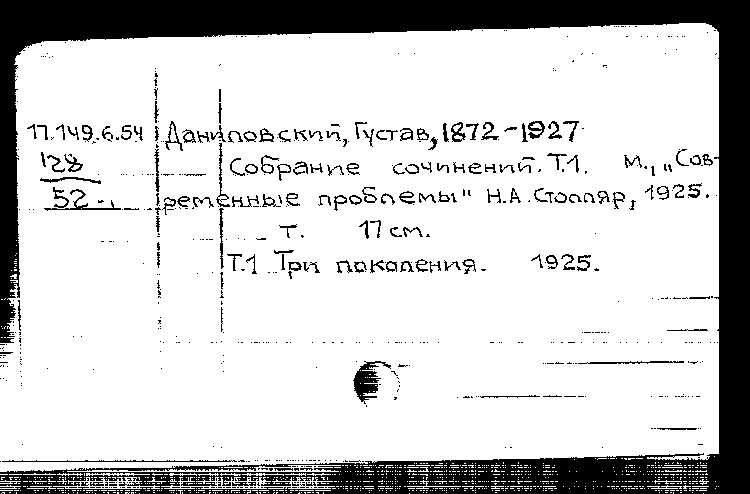 17.149.6.54 Даниловский, Густав, 1872-1927
128 Собрание сочинений. Т.1. М., „Сов-
52 - ременные проблемы" Н.А. Столляр, 1925.
т. 17 см.
Т.1 Три поколения. 1925.